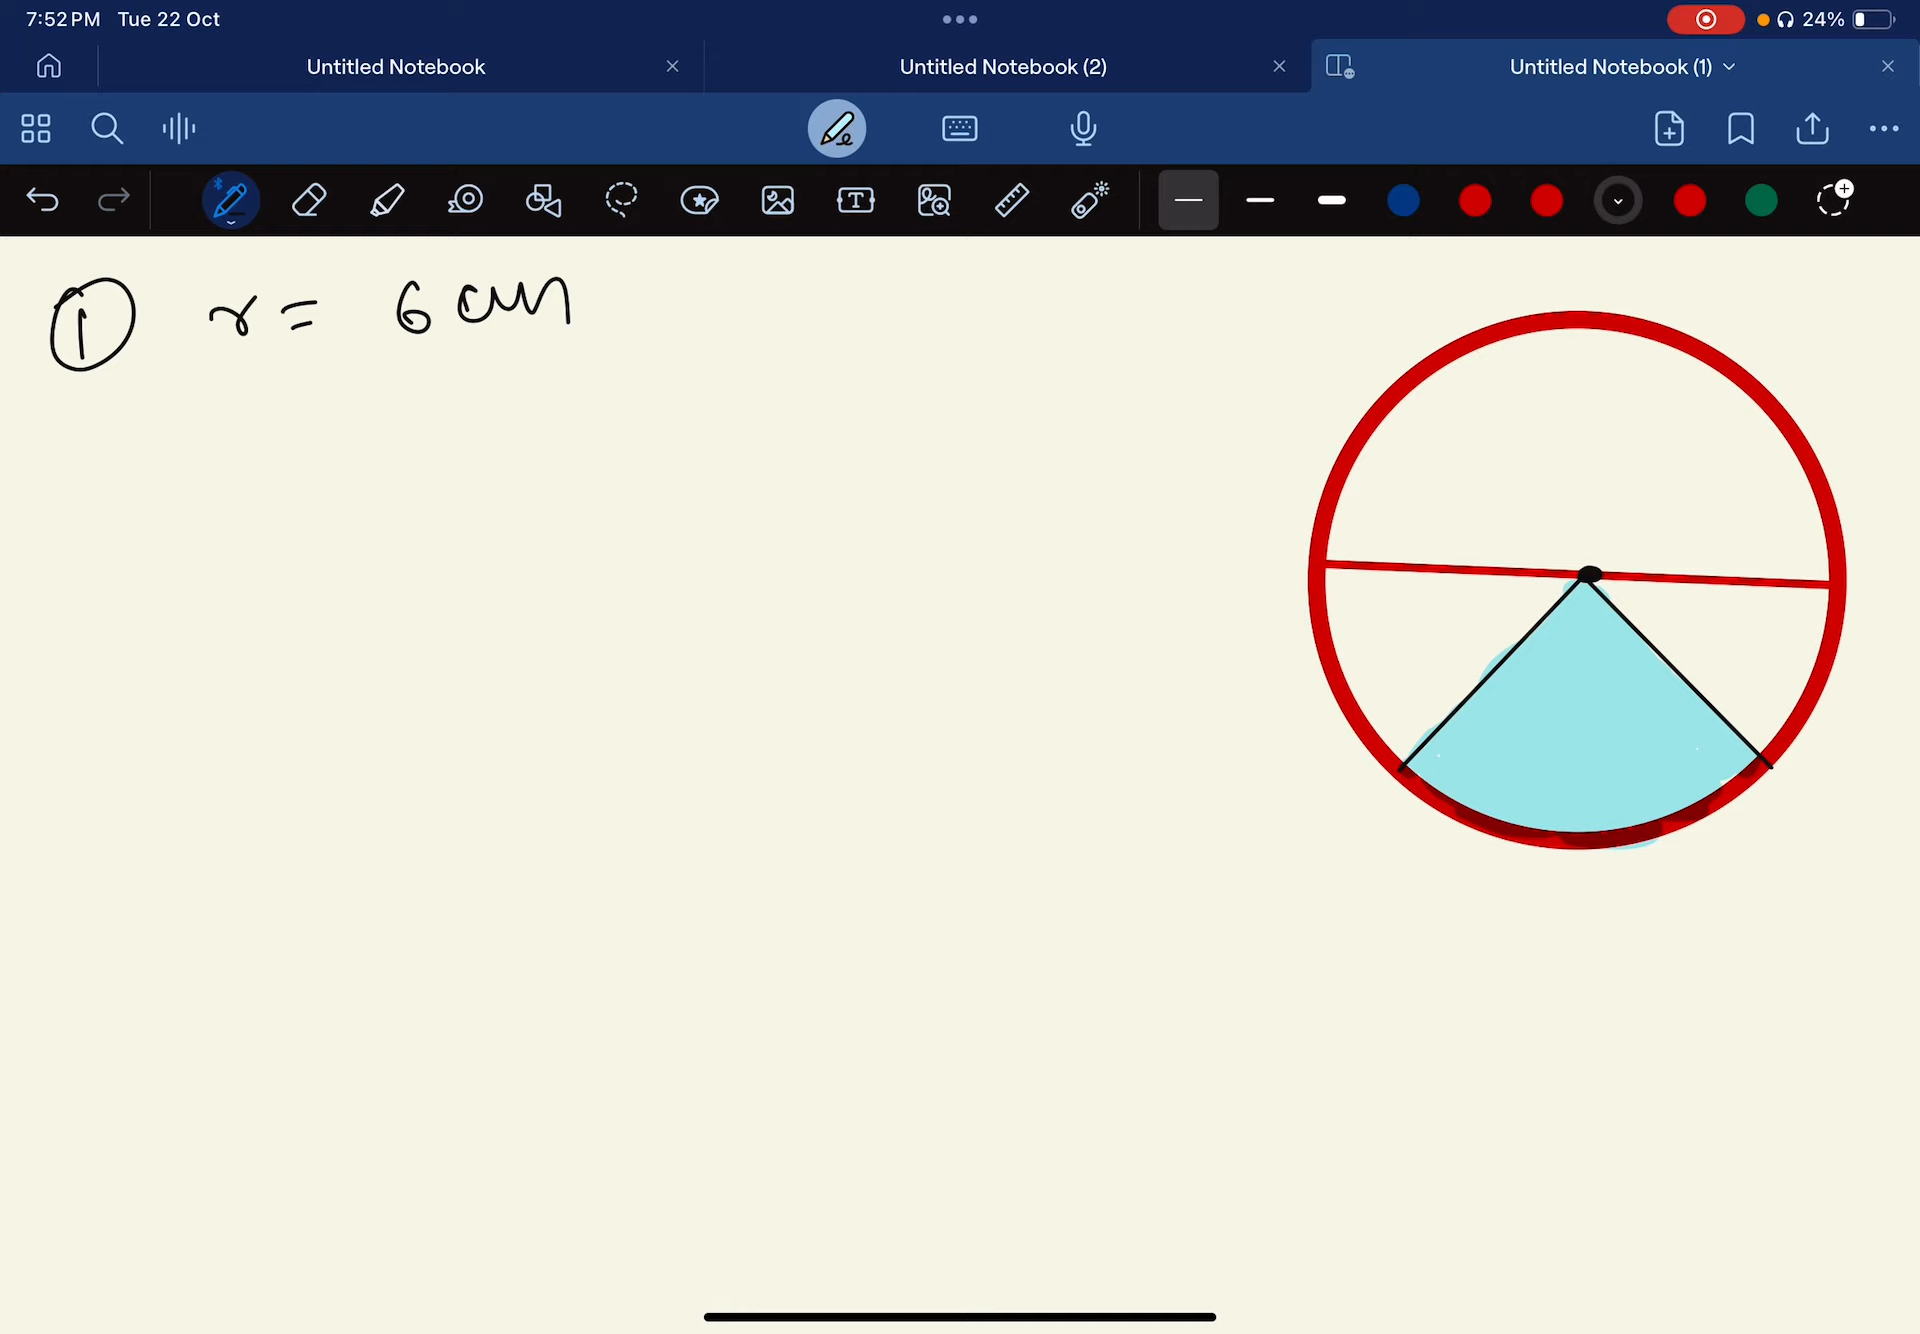 7:52 PM Tue 22 Oct
24%
Untitled Notebook
Untitled Notebook (2)
Untitled Notebook (1)
① r = 6 cm